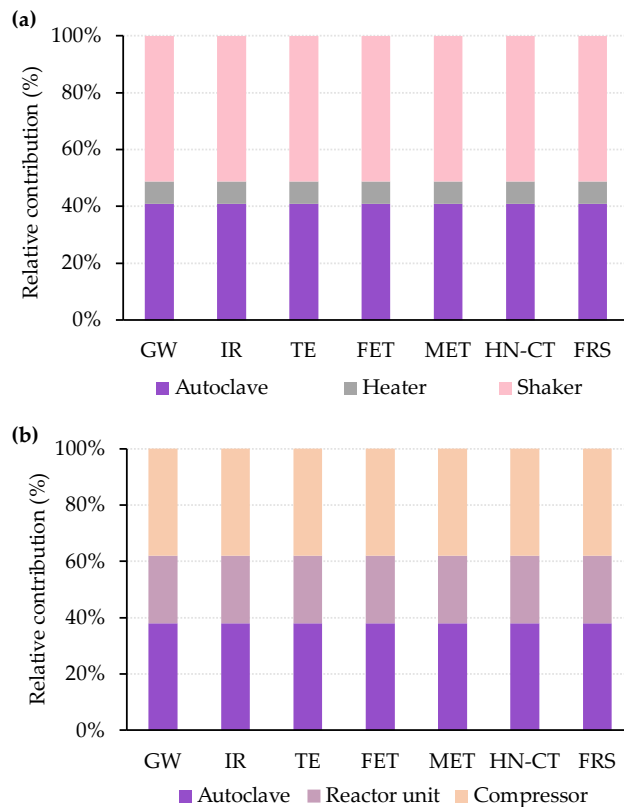 (a)
Relative contribution (%)
100%
80%
60%
40%
20%
0%
GW IR TE FET MET HN-CT FRS
Autoclave Heater Shaker
(b)
Relative contribution (%)
100%
80%
60%
40%
20%
0%
GW IR TE FET MET HN-CT FRS
Autoclave Reactor unit Compressor